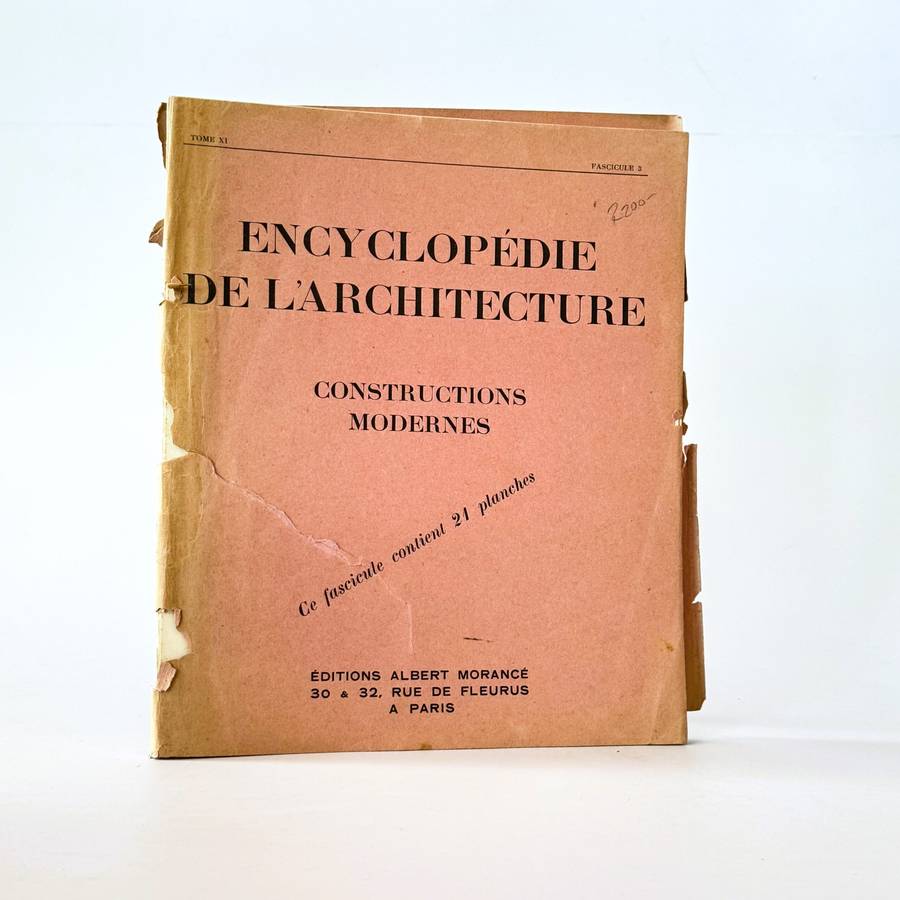 TOME XI
FASCICULE 3
2200-
ENCYCLOPÉDIE
DE L'ARCHITECTURE
CONSTRUCTIONS
MODERNES
Ce fascicule contient 21 planches
ÉDITIONS ALBERT MORANCÉ
30 & 32, RUE DE FLEURUS
A PARIS